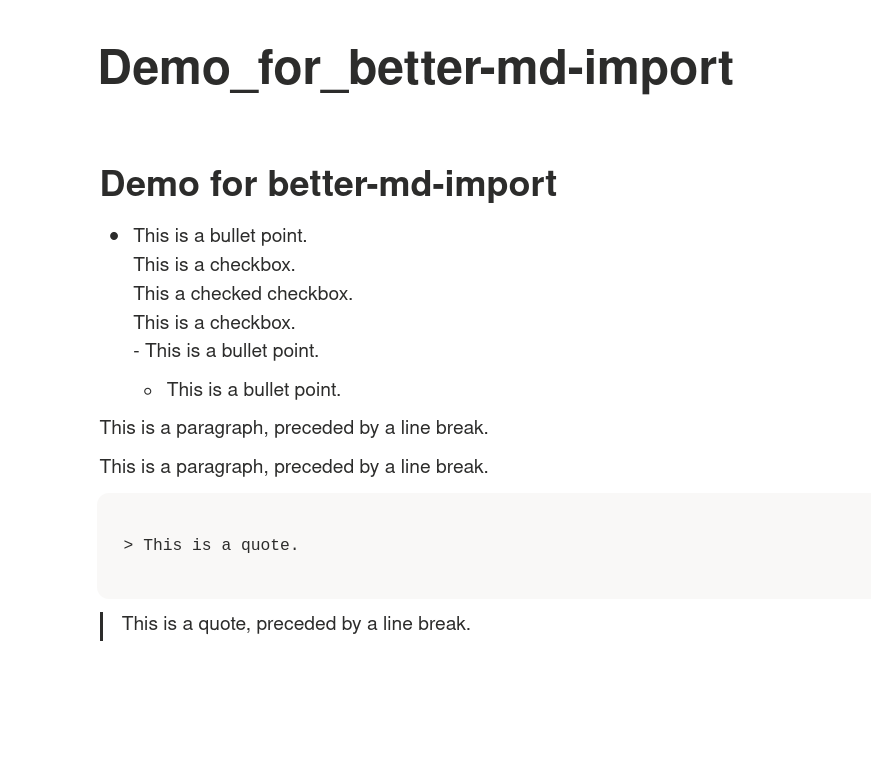 Demo_for_better-md-import
Demo for better-md-import
● This is a bullet point.
This is a checkbox.
This a checked checkbox.
This is a checkbox.
- This is a bullet point.
○ This is a bullet point.
This is a paragraph, preceded by a line break.
This is a paragraph, preceded by a line break.
> This is a quote.
This is a quote, preceded by a line break.